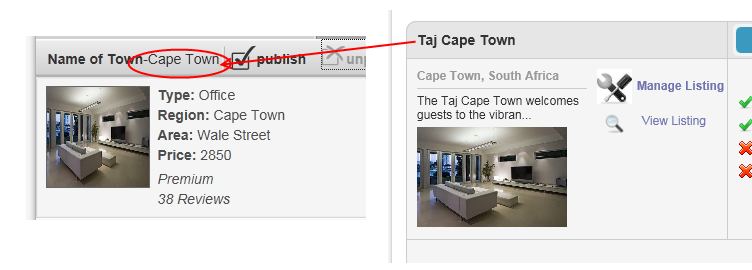 Name of Town-Cape Town publish
Type: Office
Region: Cape Town
Area: Wale Street
Price: 2850
Premium
38 Reviews
Taj Cape Town
Cape Town, South Africa
The Taj Cape Town welcomes
guests to the vibran...
Manage Listing
View Listing